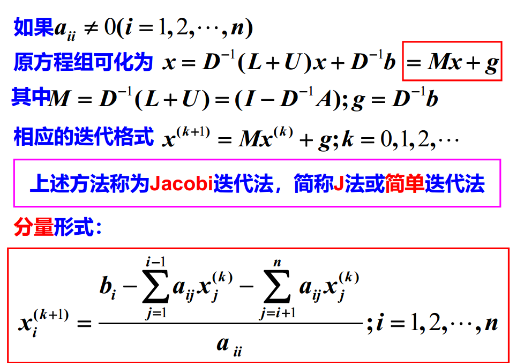 如果 a_{ii} ≠ 0(i = 1, 2, ⋯, n)
原方程组可化为 x = D^{-1}(L + U)x + D^{-1}b = Mx + g
其中M = D^{-1}(L + U) = (I − D^{-1}A); g = D^{-1}b
相应的迭代格式 x^{(k+1)} = Mx^{(k)} + g; k = 0, 1, 2, ⋯
上述方法称为Jacobi迭代法，简称J法或简单迭代法
分量形式：
x_i^{(k+1)} = \frac{b_i − \sum_{j=1}^{i−1} a_{ij} x_j^{(k)} − \sum_{j=i+1}^{n} a_{ij} x_j^{(k)}}{a_{ii}}; i = 1, 2, ⋯, n